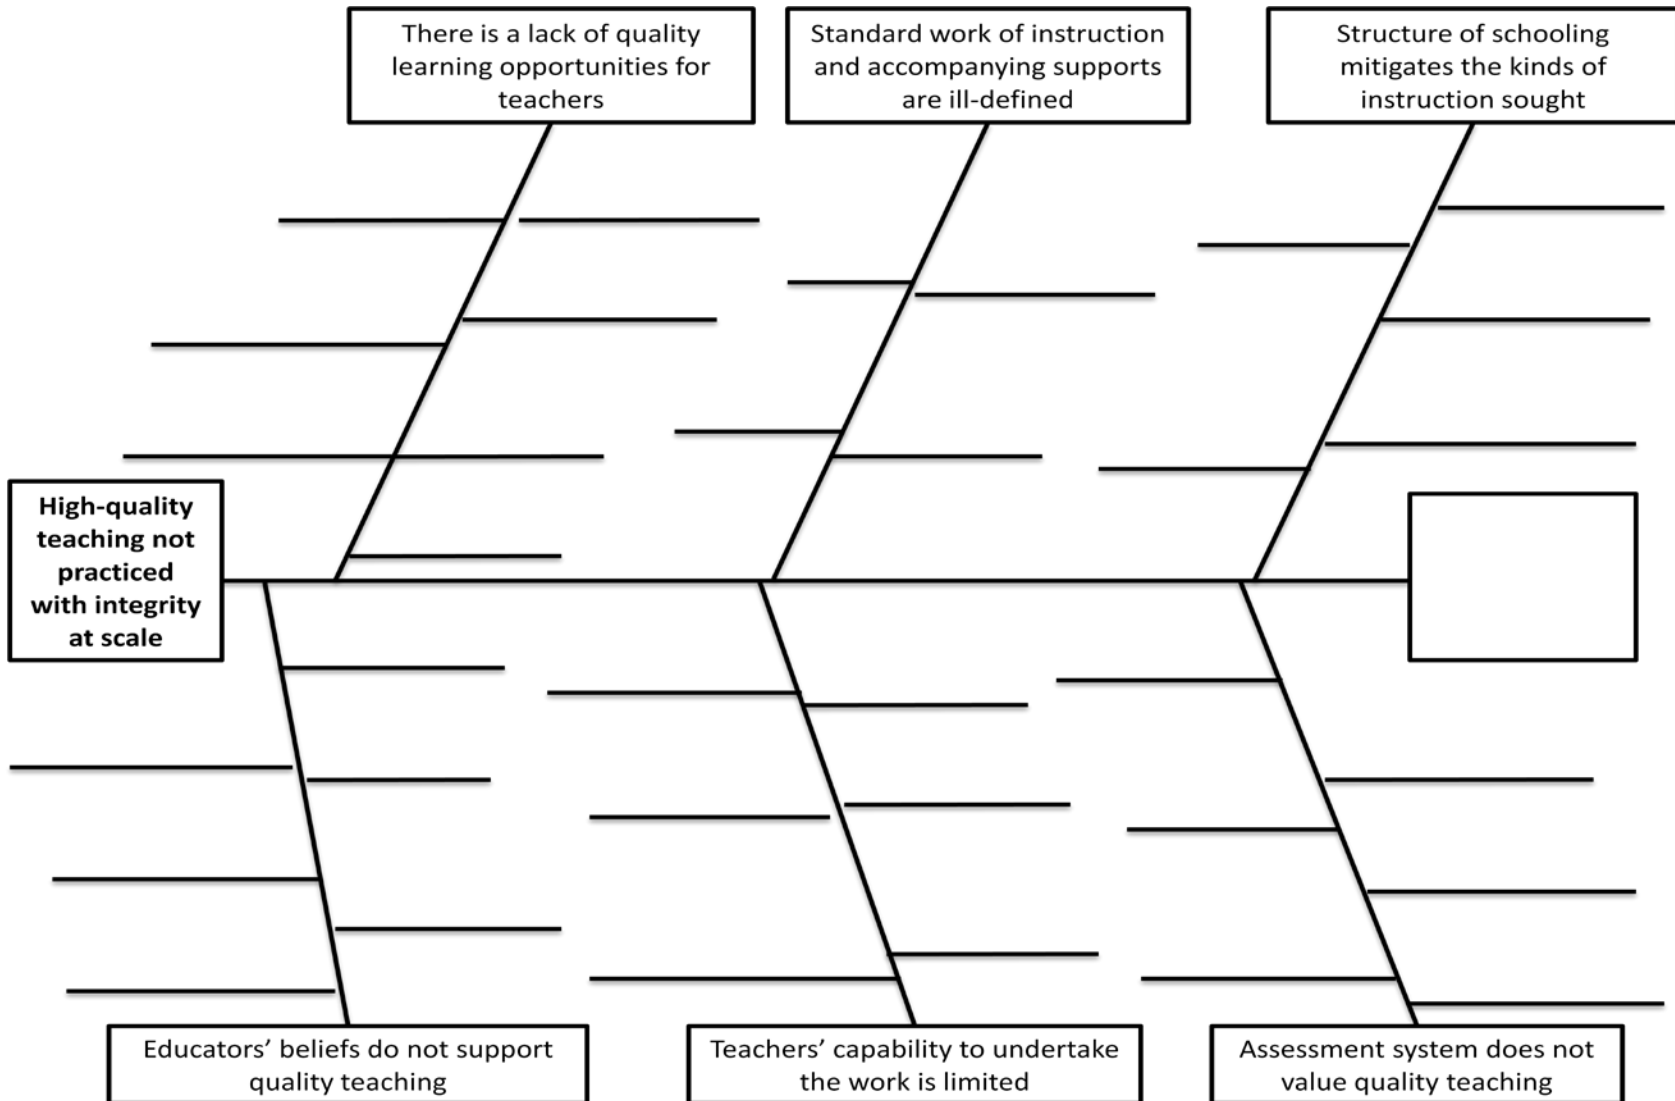 There is a lack of quality
learning opportunities for
teachers
Standard work of instruction
and accompanying supports
are ill-defined
Structure of schooling
mitigates the kinds of
instruction sought
High-quality
teaching not
practiced
with integrity
at scale
Educators’ beliefs do not support
quality teaching
Teachers’ capability to undertake
the work is limited
Assessment system does not
value quality teaching